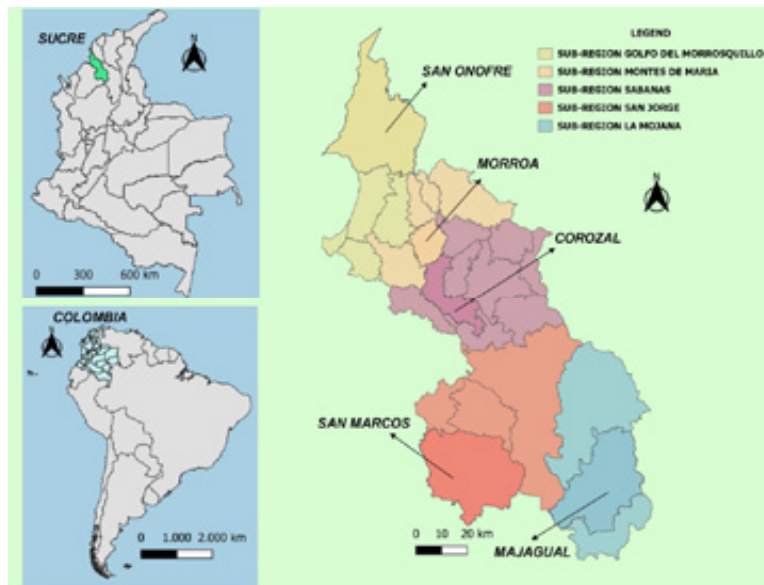 SUCRE
N
0 300 600 km
COLOMBIA
N
0 1.000 2.000 km
LEGEND
SUB-REGION GOLFO DEL MORROSQUILLO
SUB-REGION MONTES DE MARIA
SUB-REGION SABANAS
SUB-REGION SAN JORGE
SUB-REGION LA MOJANA
SAN ONOFRE
MORROA
N
COROZAL
SAN MARCOS
0 10 20 km
MAJAGUAL